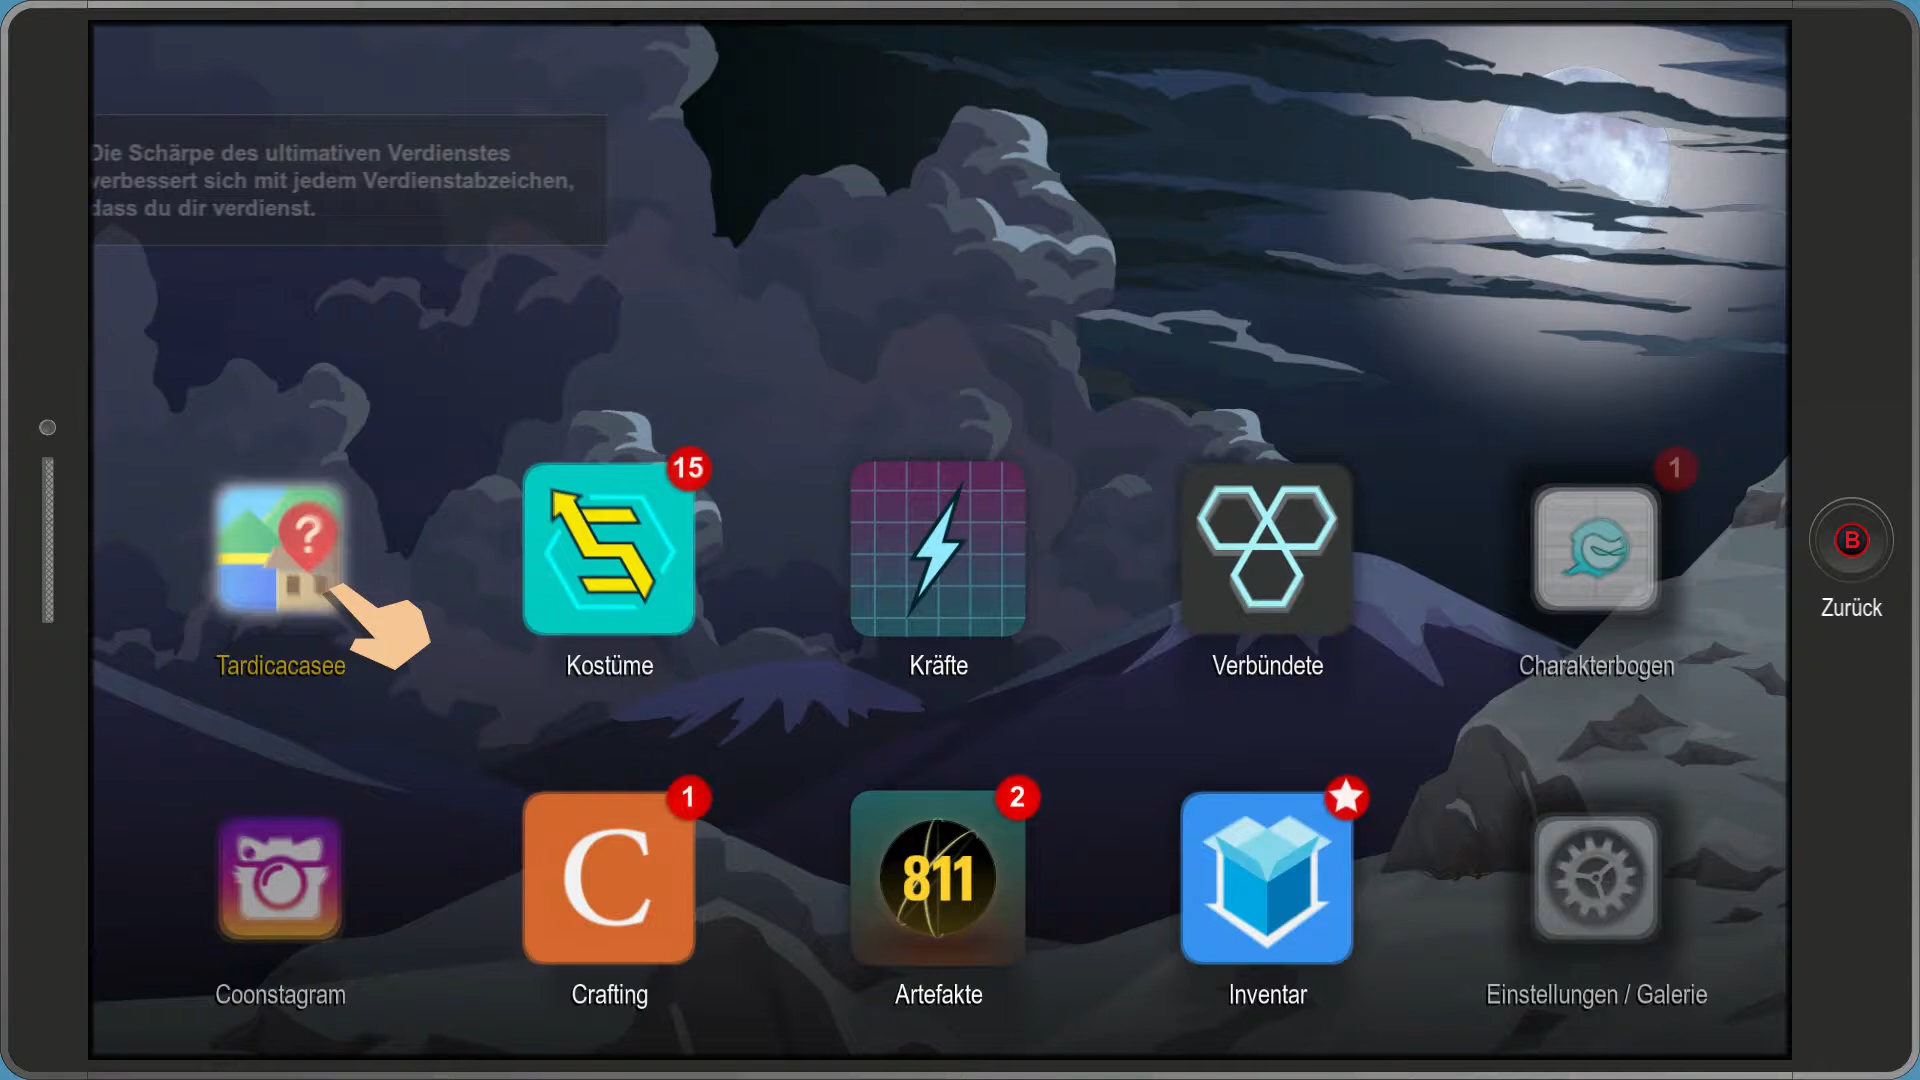 Die Schärpe des ultimativen Verdienstes
verbessert sich mit jedem Verdienstabzeichen,
dass du dir verdienst.
15
1
?
B
Zurück
Tardicacasee
Kostüme
Kräfte
Verbündete
Charakterbogen
1
2
C
811
Coonstagram
Crafting
Artefakte
Inventar
Einstellungen / Galerie